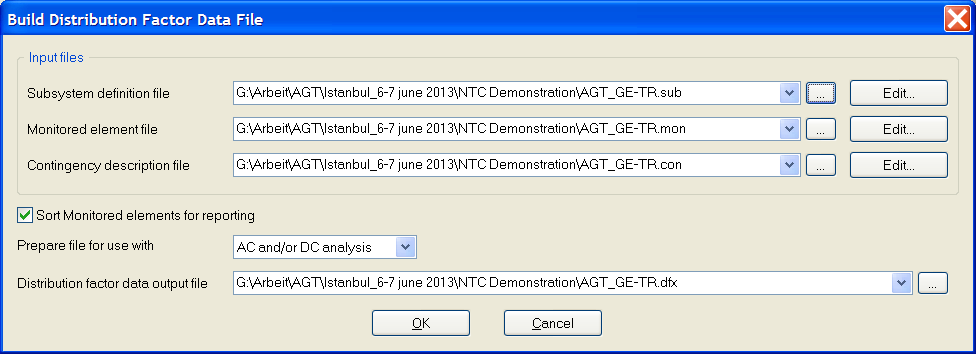 Build Distribution Factor Data File
Input files
Subsystem definition file G:\Arbeit\AGT\Istanbul_6-7 june 2013\NTC Demonstration\AGT_GE-TR.sub ... Edit...
Monitored element file G:\Arbeit\AGT\Istanbul_6-7 june 2013\NTC Demonstration\AGT_GE-TR.mon ... Edit...
Contingency description file G:\Arbeit\AGT\Istanbul_6-7 june 2013\NTC Demonstration\AGT_GE-TR.con ... Edit...
Sort Monitored elements for reporting
Prepare file for use with AC and/or DC analysis
Distribution factor data output file G:\Arbeit\AGT\Istanbul_6-7 june 2013\NTC Demonstration\AGT_GE-TR.dfx ...
OK Cancel